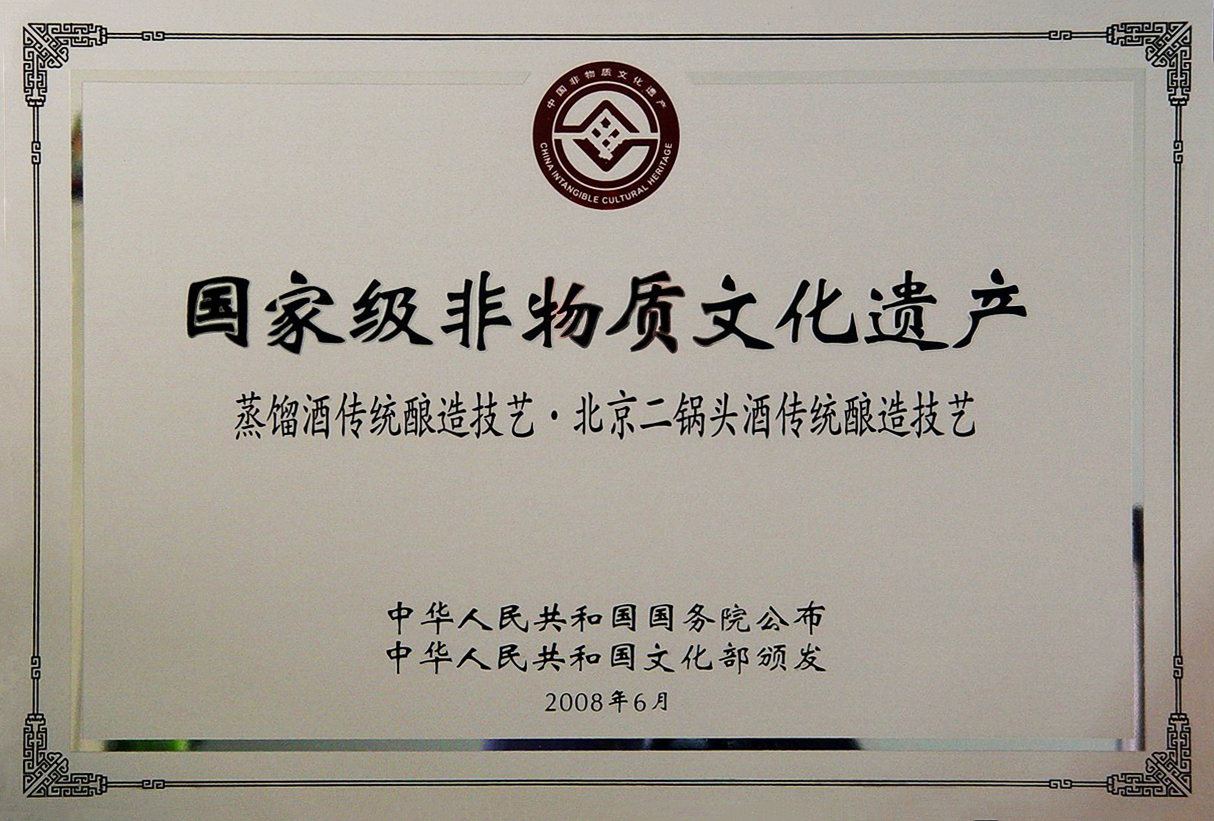 中国非物质文化遗产
CHINA INTANGIBLE CULTURAL HERITAGE
国家级非物质文化遗产
蒸馏酒传统酿造技艺·北京二锅头酒传统酿造技艺
中华人民共和国国务院公布
中华人民共和国文化部颁发
2008年6月